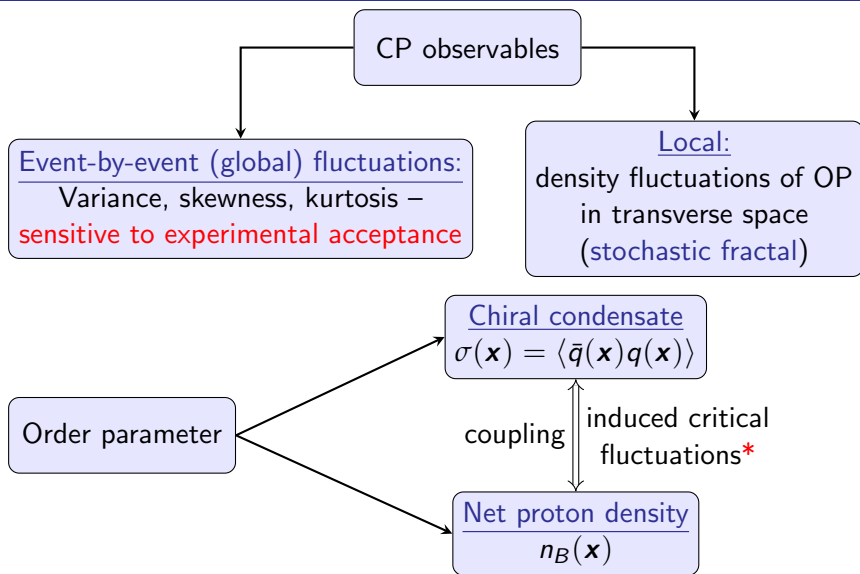 CP observables
Event-by-event (global) fluctuations:
Variance, skewness, kurtosis –
sensitive to experimental acceptance
Local:
density fluctuations of OP
in transverse space
(stochastic fractal)
Chiral condensate
σ(𝒙) = ⟨q̄(𝒙)q(𝒙)⟩
Order parameter
coupling
induced critical
fluctuations*
Net proton density
n_B(𝒙)